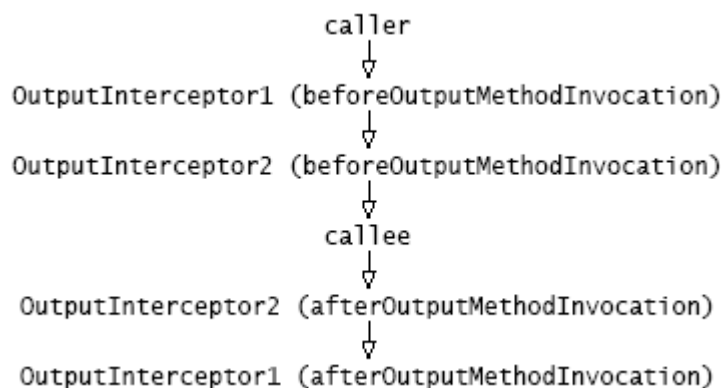 caller
OutputInterceptor1 (beforeOutputMethodInvocation)
OutputInterceptor2 (beforeOutputMethodInvocation)
callee
OutputInterceptor2 (afterOutputMethodInvocation)
OutputInterceptor1 (afterOutputMethodInvocation)